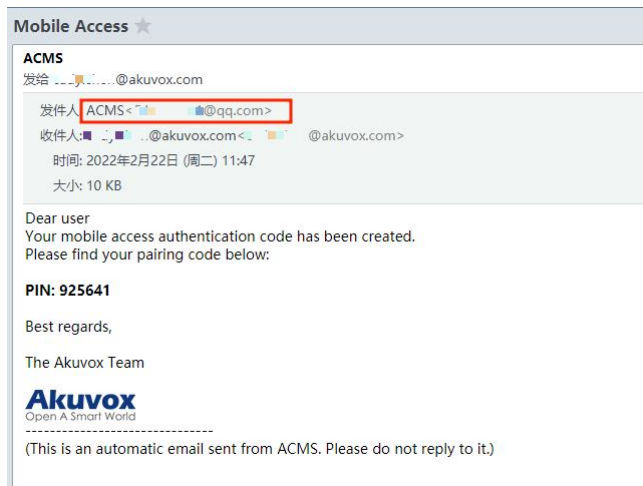 Mobile Access
ACMS
发给 @akuvox.com
发件人 ACMS< @qq.com>
收件人: @akuvox.com< @akuvox.com>
时间: 2022年2月22日 (周二) 11:47
大小: 10 KB
Dear user
Your mobile access authentication code has been created.
Please find your pairing code below:
PIN: 925641
Best regards,
The Akuvox Team
Akuvox
Open A Smart World
-------------------------------
(This is an automatic email sent from ACMS. Please do not reply to it.)